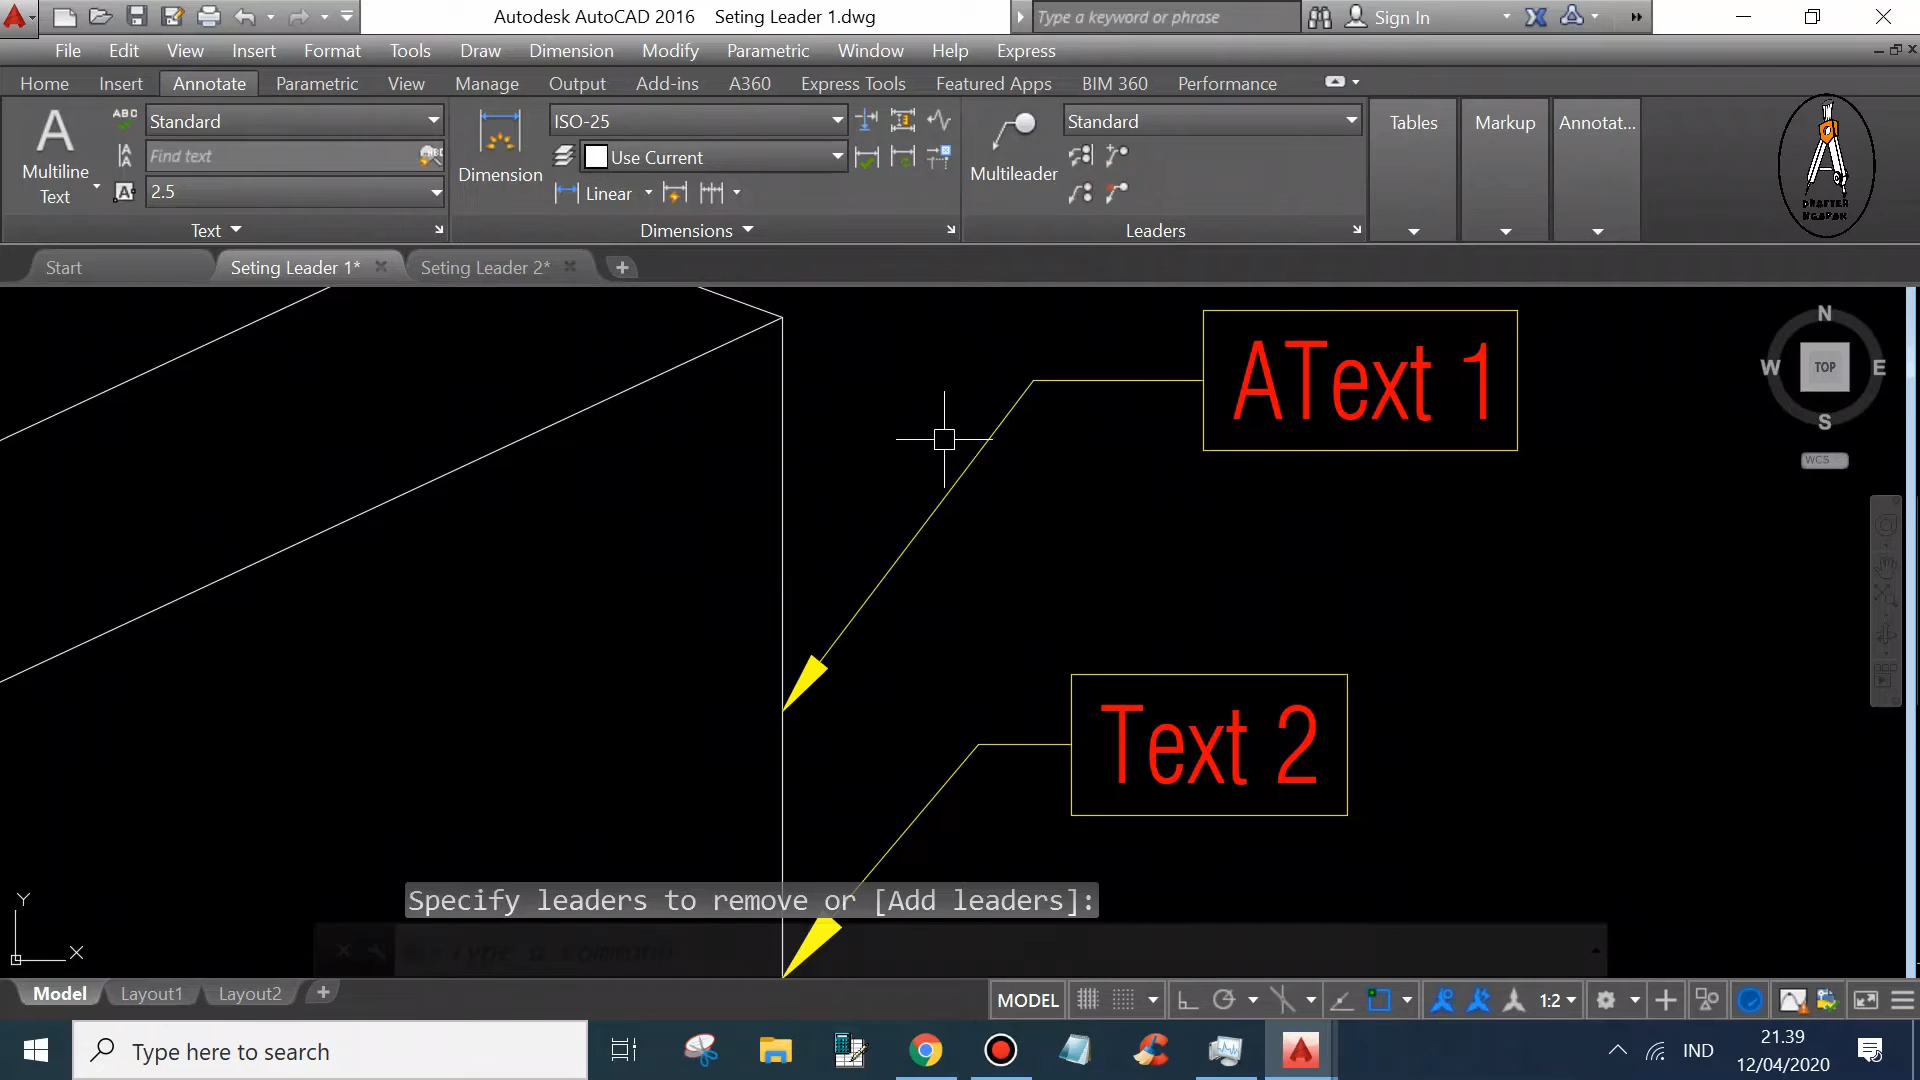 Autodesk AutoCAD 2016 Seting Leader 1.dwg
Type a keyword or phrase
Sign In
File Edit View Insert Format Tools Draw Dimension Modify Parametric Window Help Express
Home Insert Annotate Parametric View Manage Output Add-ins A360 Express Tools Featured Apps BIM 360 Performance
A
Multiline
Text
ABC
Standard
Find text
2.5
Text
Dimension
ISO-25
Use Current
Linear
Dimensions
Multileader
Standard
Leaders
Tables
Markup
Annotat...
DRAFTER
NGAPAK
Start
Seting Leader 1*
Seting Leader 2*
AText 1
Text 2
N
W
TOP
E
S
WCS
Specify leaders to remove or [Add leaders]:
Type a command
Y
X
Model
Layout1
Layout2
MODEL
1:2
Type here to search
IND
21.39
12/04/2020